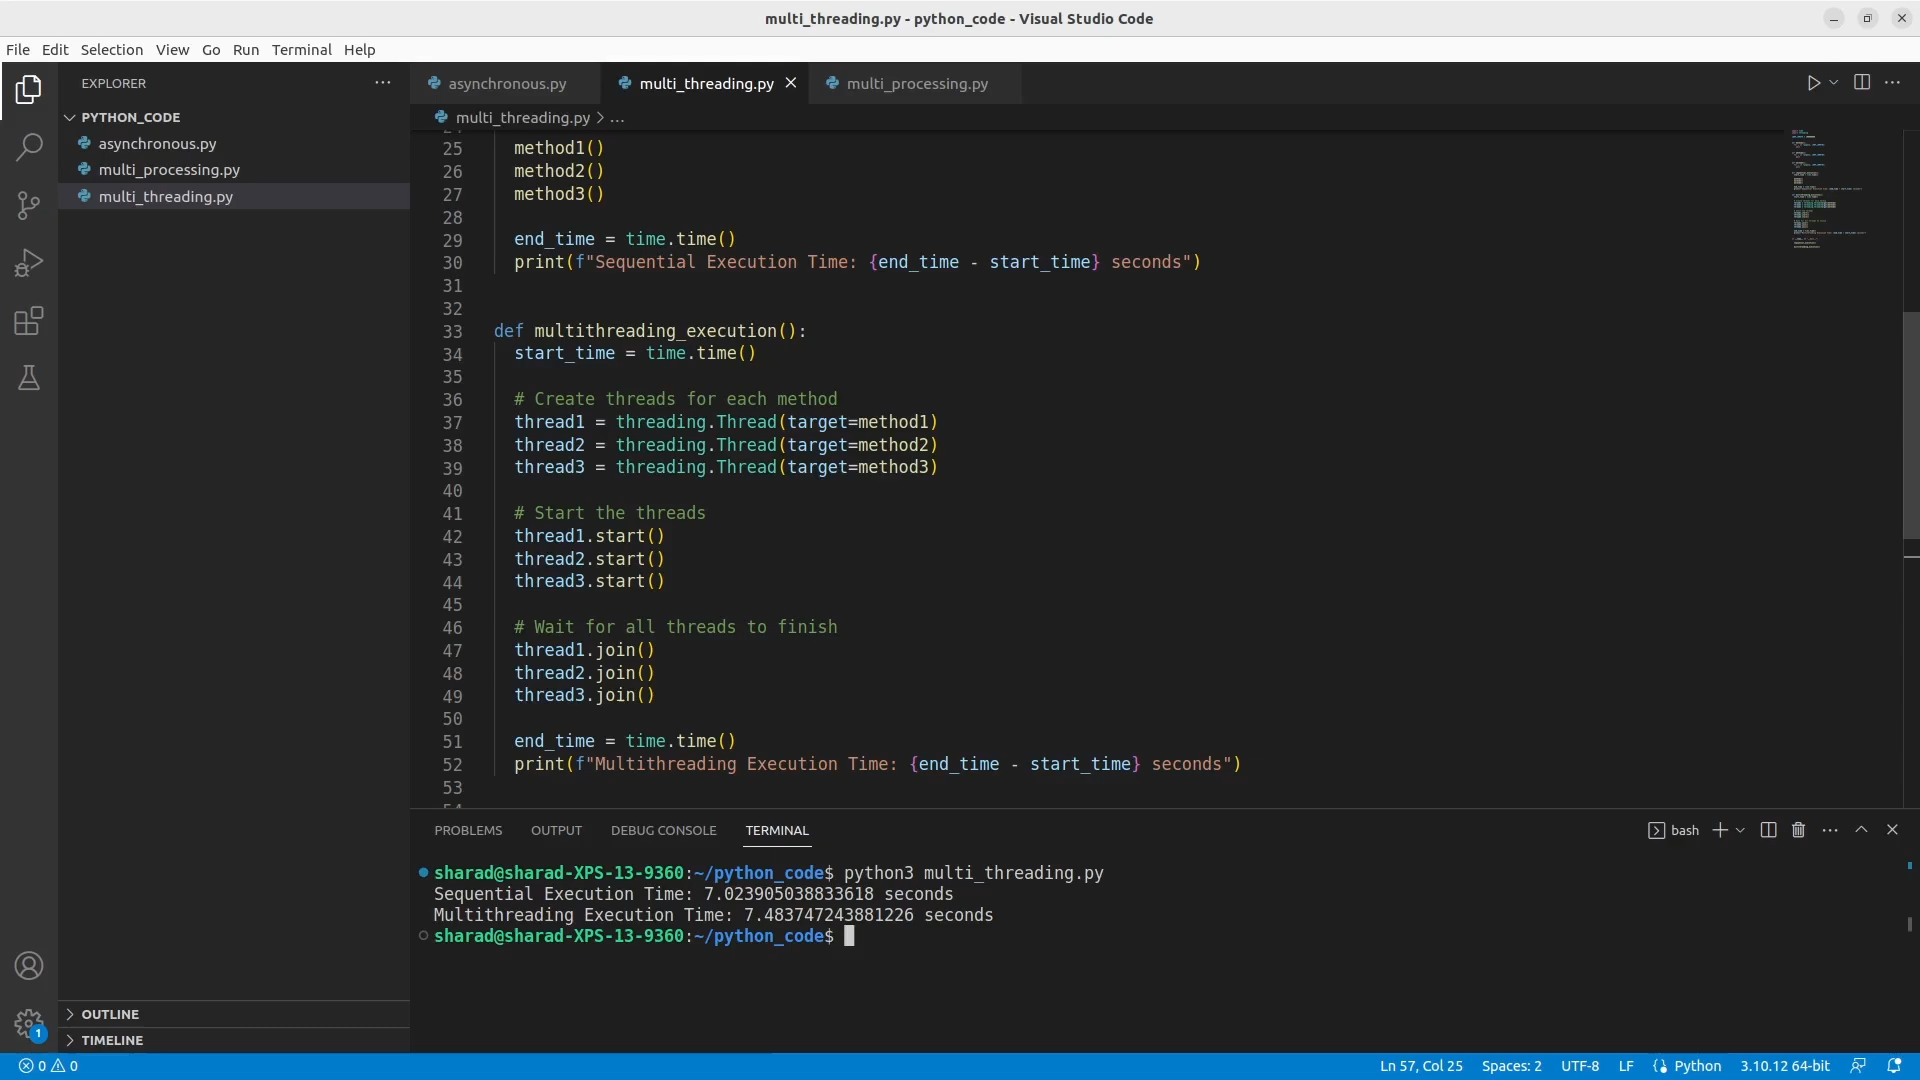 multi_threading.py - python_code - Visual Studio Code
File Edit Selection View Go Run Terminal Help
EXPLORER
PYTHON_CODE
asynchronous.py
multi_processing.py
multi_threading.py
OUTLINE
TIMELINE
1
asynchronous.py multi_threading.py multi_processing.py
multi_threading.py > ...
25 method1()
26 method2()
27 method3()
28
29 end_time = time.time()
30 print(f"Sequential Execution Time: {end_time - start_time} seconds")
31
32
33 def multithreading_execution():
34 start_time = time.time()
35
36 # Create threads for each method
37 thread1 = threading.Thread(target=method1)
38 thread2 = threading.Thread(target=method2)
39 thread3 = threading.Thread(target=method3)
40
41 # Start the threads
42 thread1.start()
43 thread2.start()
44 thread3.start()
45
46 # Wait for all threads to finish
47 thread1.join()
48 thread2.join()
49 thread3.join()
50
51 end_time = time.time()
52 print(f"Multithreading Execution Time: {end_time - start_time} seconds")
53
PROBLEMS OUTPUT DEBUG CONSOLE TERMINAL
bash
sharad@sharad-XPS-13-9360:~/python_code$ python3 multi_threading.py
Sequential Execution Time: 7.023905038833618 seconds
Multithreading Execution Time: 7.483747243881226 seconds
sharad@sharad-XPS-13-9360:~/python_code$
0 0 Ln 57, Col 25 Spaces: 2 UTF-8 LF Python 3.10.12 64-bit